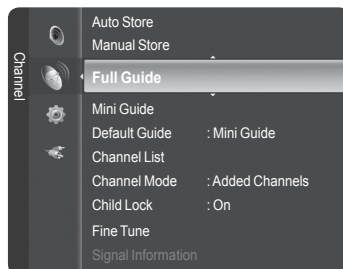 Channel
Auto Store
Manual Store
Full Guide
Mini Guide
Default Guide : Mini Guide
Channel List
Channel Mode : Added Channels
Child Lock : On
Fine Tune
Signal Information